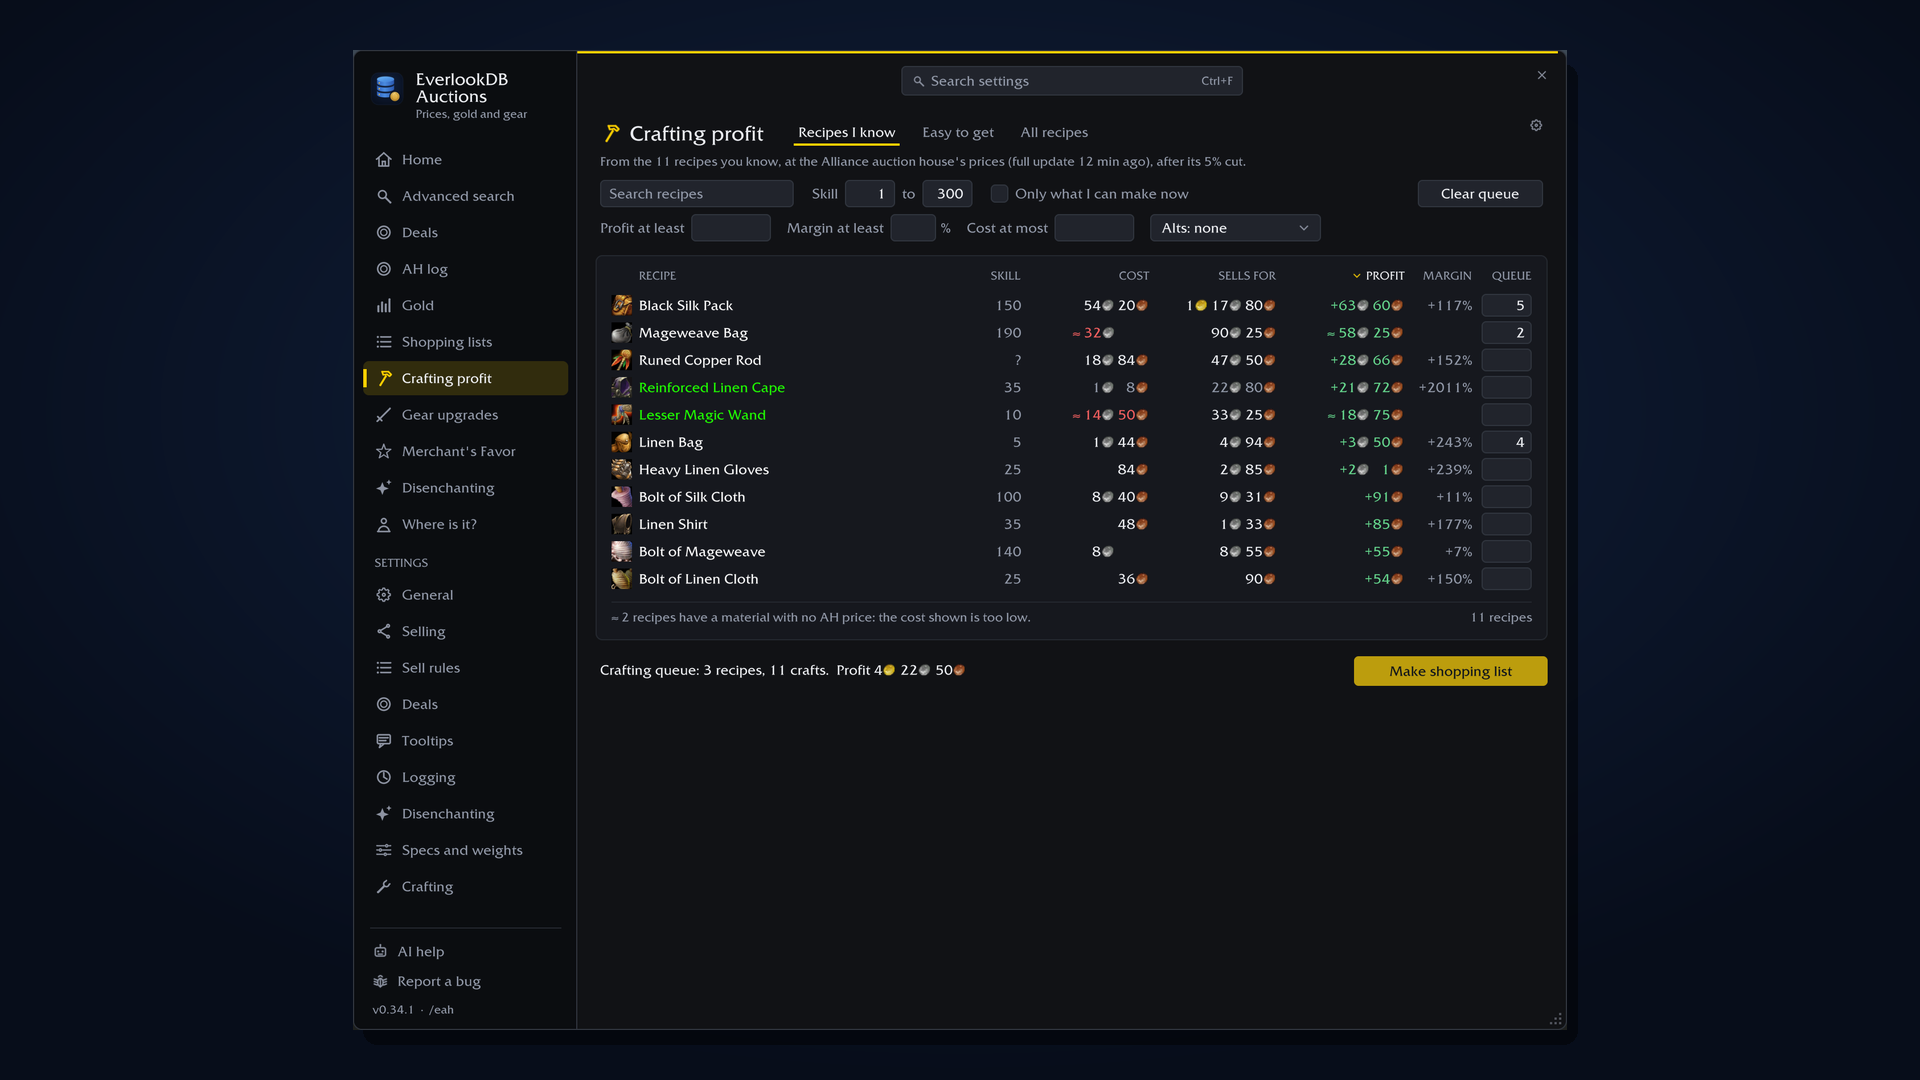 EverlookDB
Auctions
Prices, gold and gear
Home
Advanced search
Deals
AH log
Gold
Shopping lists
Crafting profit
Gear upgrades
Merchant's Favor
Disenchanting
Where is it?
SETTINGS
General
Selling
Sell rules
Deals
Tooltips
Logging
Disenchanting
Specs and weights
Crafting
AI help
Report a bug
v0.34.1 · /eah
Search settings Ctrl+F
Crafting profit Recipes I know Easy to get All recipes
From the 11 recipes you know, at the Alliance auction house's prices (full update 12 min ago), after its 5% cut.
Search recipes Skill 1 to 300 Only what I can make now Clear queue
Profit at least Margin at least % Cost at most Alts: none
RECIPE SKILL COST SELLS FOR PROFIT MARGIN QUEUE
Black Silk Pack 150 54 20 1 17 80 +63 60 +117% 5
Mageweave Bag 190 ≈ 32 90 25 ≈ 58 25 2
Runed Copper Rod ? 18 84 47 50 +28 66 +152%
Reinforced Linen Cape 35 1 8 22 80 +21 72 +2011%
Lesser Magic Wand 10 ≈ 14 50 33 25 ≈ 18 75
Linen Bag 5 1 44 4 94 +3 50 +243% 4
Heavy Linen Gloves 25 84 2 85 +2 1 +239%
Bolt of Silk Cloth 100 8 40 9 31 +91 +11%
Linen Shirt 35 48 1 33 +85 +177%
Bolt of Mageweave 140 8 8 55 +55 +7%
Bolt of Linen Cloth 25 36 90 +54 +150%
≈ 2 recipes have a material with no AH price: the cost shown is too low. 11 recipes
Crafting queue: 3 recipes, 11 crafts. Profit 4 22 50 Make shopping list